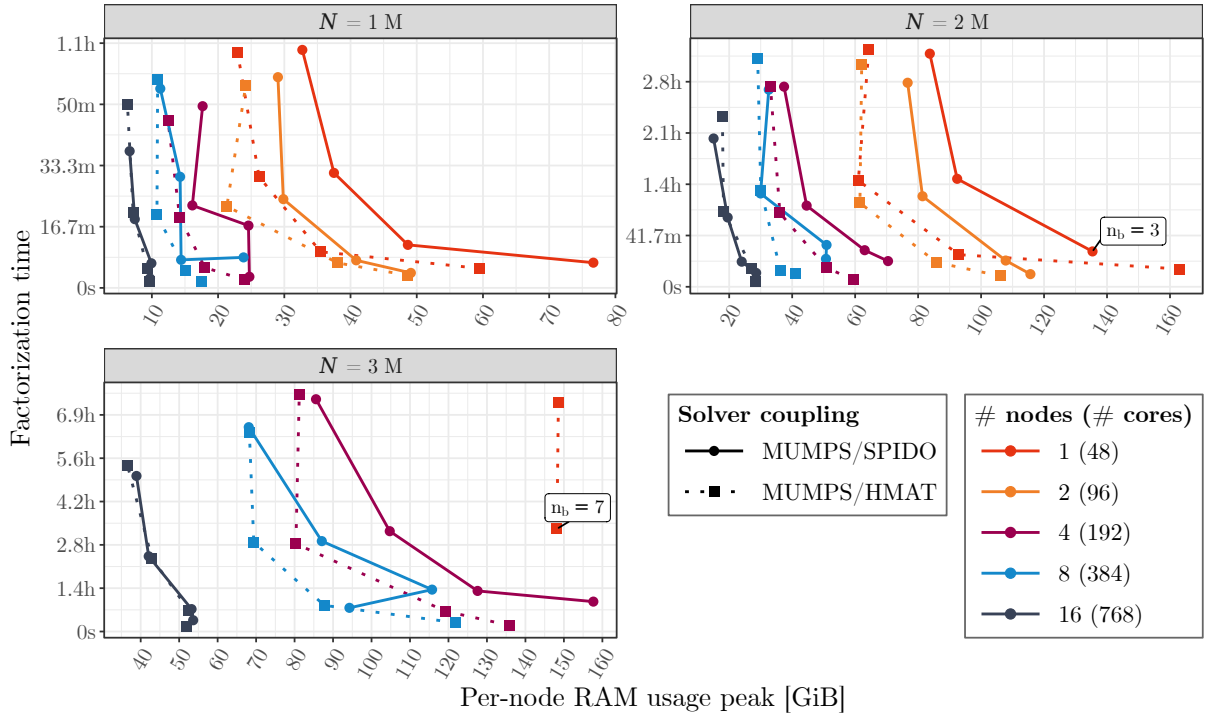 N = 1 M
N = 2 M
1.1h
50m
33.3m
16.7m
0s
10
20
30
40
50
60
70
80
2.8h
2.1h
1.4h
41.7m
0s
n_b = 3
20
40
60
80
100
120
140
160
N = 3 M
6.9h
5.6h
4.2h
2.8h
1.4h
0s
n_b = 7
40
50
60
70
80
90
100
110
120
130
140
150
160
Factorization time
Per-node RAM usage peak [GiB]
Solver coupling
MUMPS/SPIDO
MUMPS/HMAT
# nodes (# cores)
1 (48)
2 (96)
4 (192)
8 (384)
16 (768)